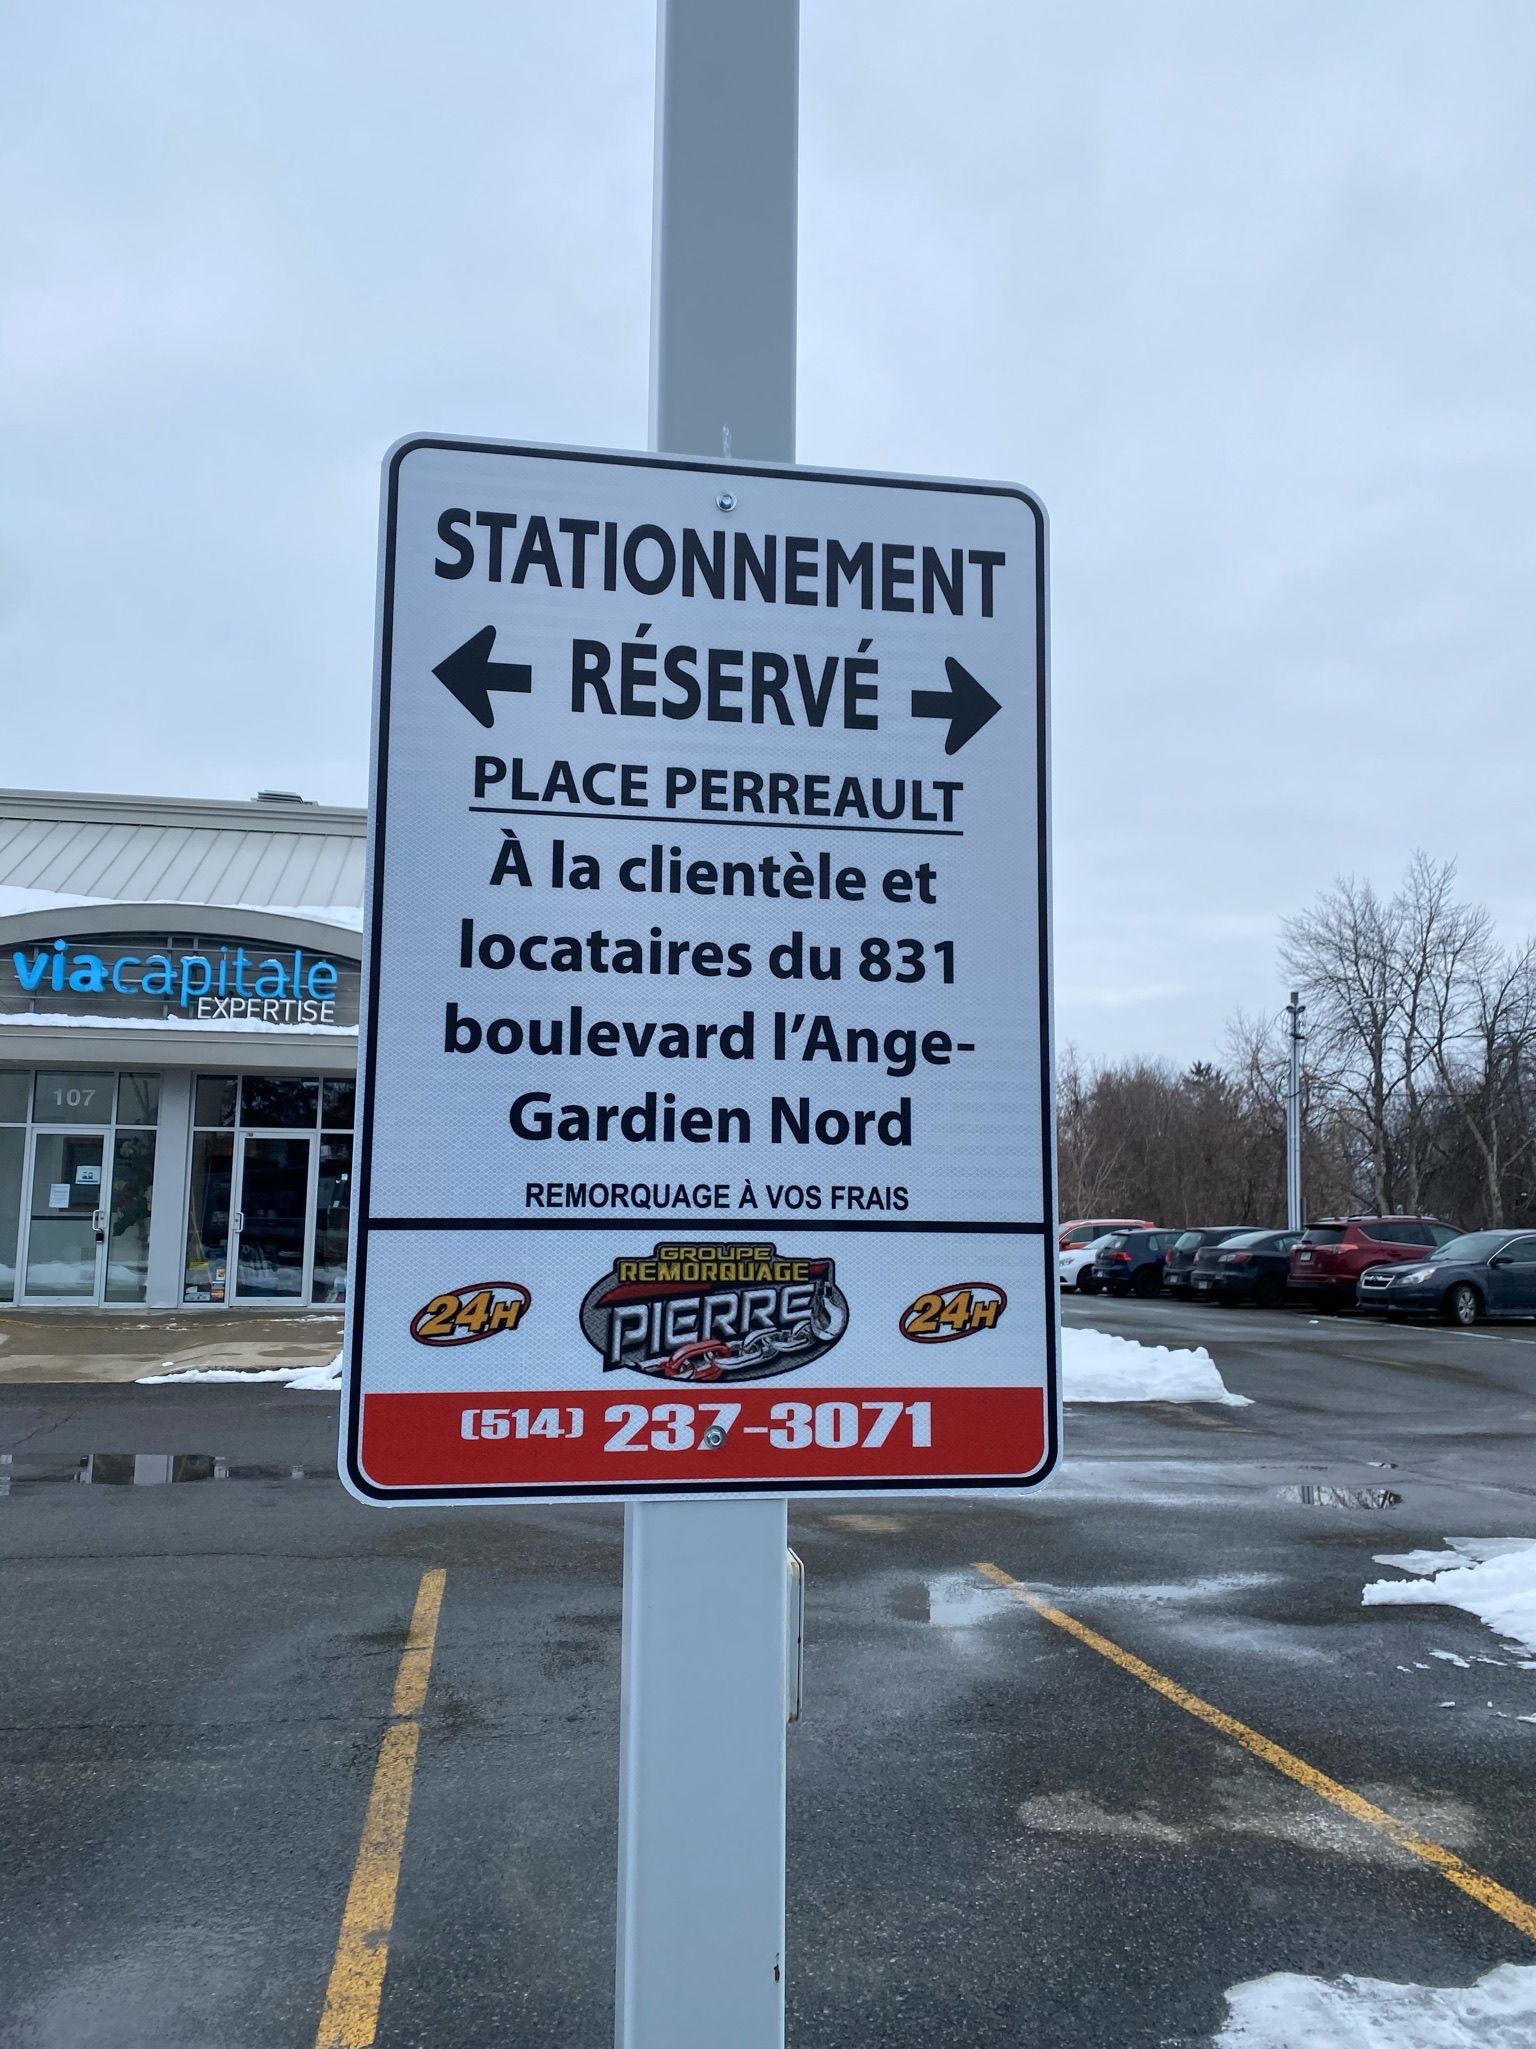 STATIONNEMENT
RÉSERVÉ
PLACE PERREAULT
À la clientèle et
locataires du 831
boulevard l'Ange-
Gardien Nord
REMORQUAGE À VOS FRAIS
24H
GROUPE
REMORQUAGE
PIERRE
24H
(514) 237-3071
viacapitale
EXPERTISE
107